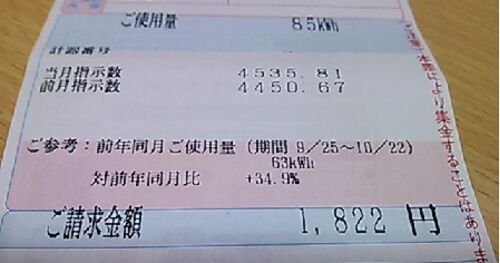 ご使用量 85kWh
計器番号
当月指示数 4535.81
前月指示数 4450.67
ご参考：前年同月ご使用量（期間 9/25～10/22）
63kWh
対前年同月比 +34.9%
ご請求金額 1,822 円
本票により集金することはありま